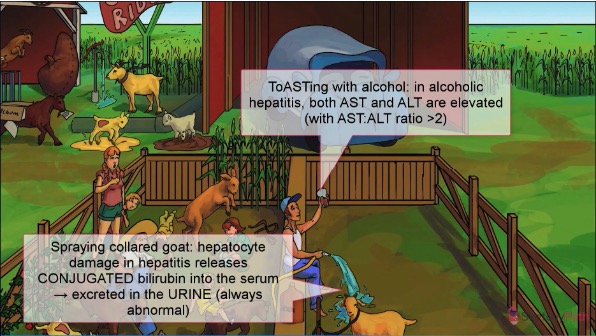 RID
ToASTing with alcohol: in alcoholic
hepatitis, both AST and ALT are elevated
(with AST:ALT ratio >2)
Spraying collared goat: hepatocyte
damage in hepatitis releases
CONJUGATED bilirubin into the serum
→ excreted in the URINE (always
abnormal)